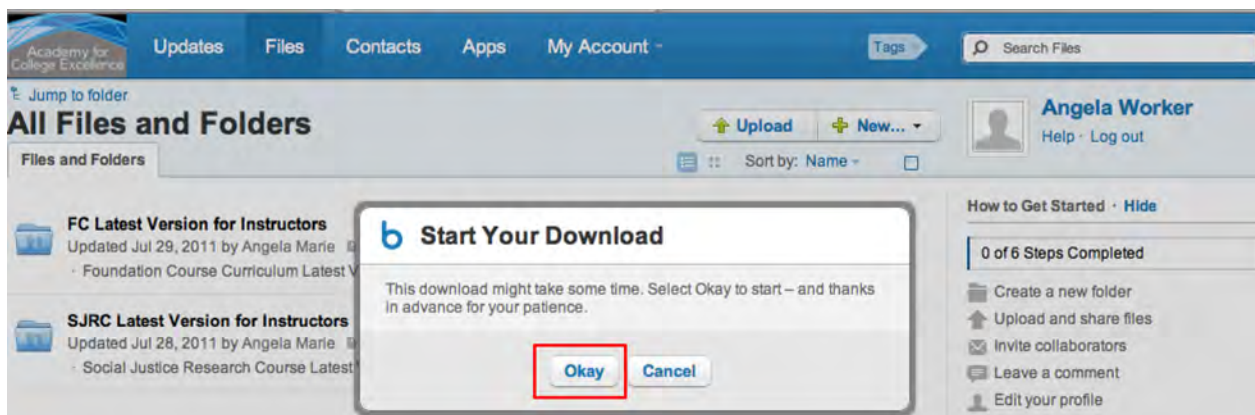 Academy for
College Excellence
Updates Files Contacts Apps My Account
Tags
Search Files
Jump to folder
All Files and Folders
Upload New...
Angela Worker
Help · Log out
Files and Folders
Sort by: Name
FC Latest Version for Instructors
Updated Jul 29, 2011 by Angela Marie
· Foundation Course Curriculum Latest
SJRC Latest Version for Instructors
Updated Jul 28, 2011 by Angela Marie
· Social Justice Research Course Latest
b Start Your Download
This download might take some time. Select Okay to start – and thanks
in advance for your patience.
Okay Cancel
How to Get Started · Hide
0 of 6 Steps Completed
Create a new folder
Upload and share files
Invite collaborators
Leave a comment
Edit your profile